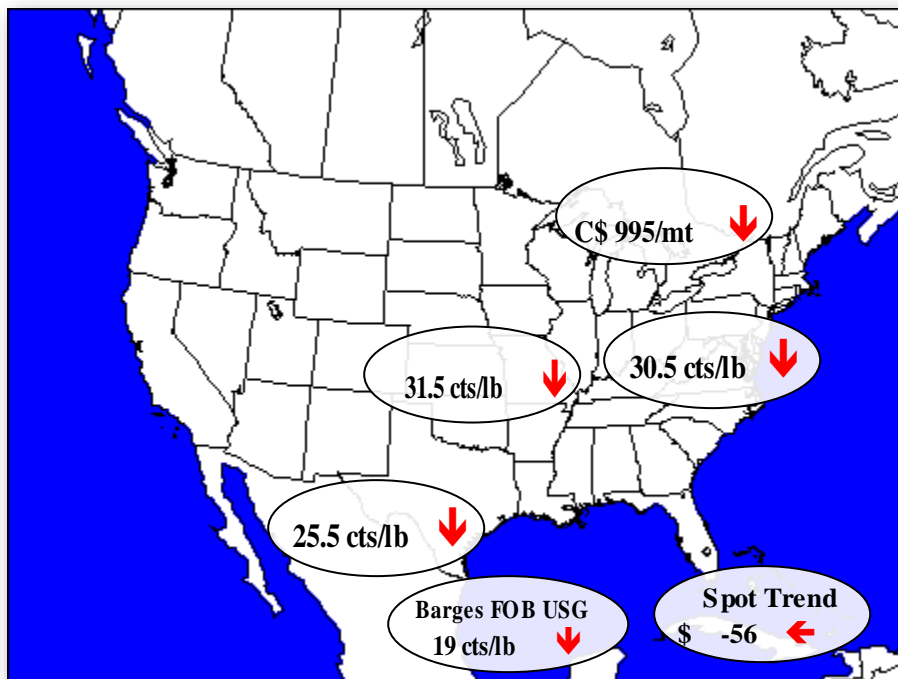 C$ 995/mt
30.5 cts/lb
31.5 cts/lb
25.5 cts/lb
Barges FOB USG
19 cts/lb
Spot Trend
$ -56